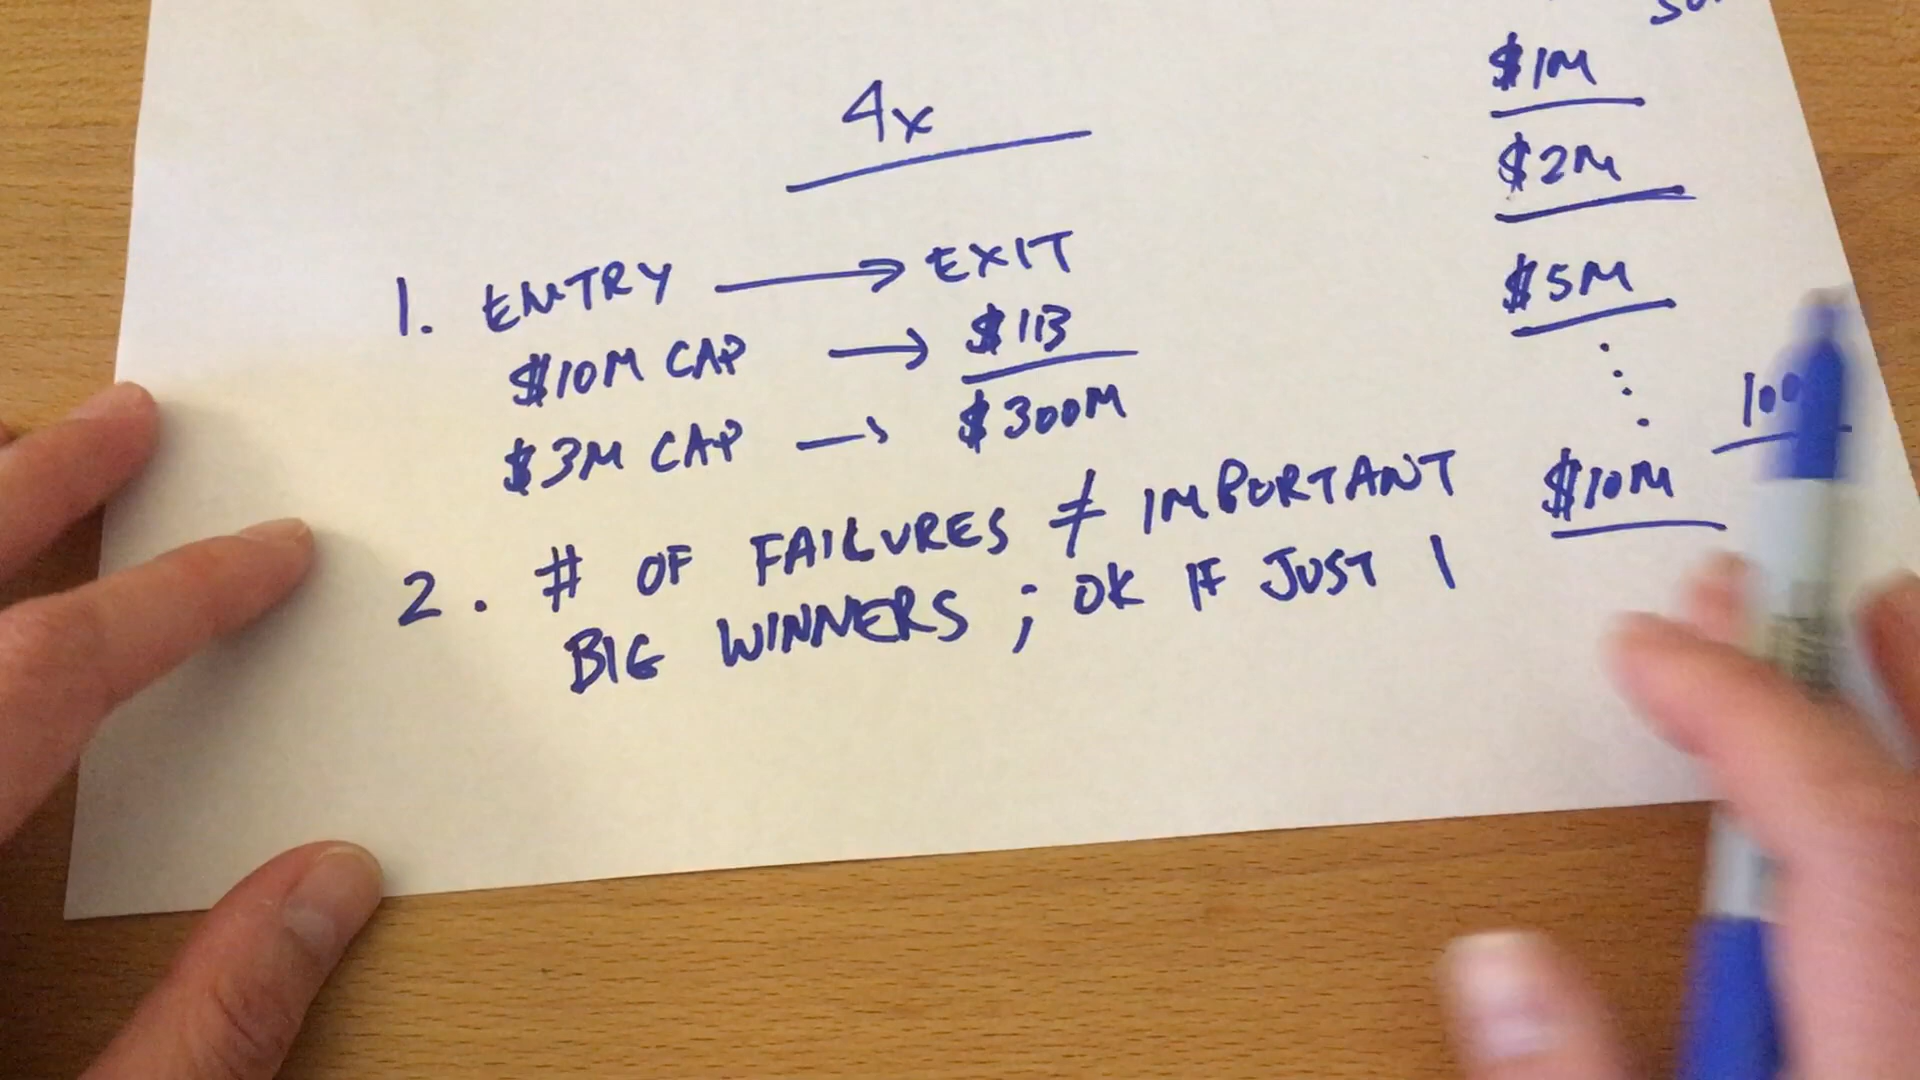 4x
1. ENTRY → EXIT
$10M CAP → $1B
$3M CAP → $300M
2. # OF FAILURES ≠ IMPORTANT
BIG WINNERS ; OK IF JUST 1
$1M
$2M
$5M
$10M